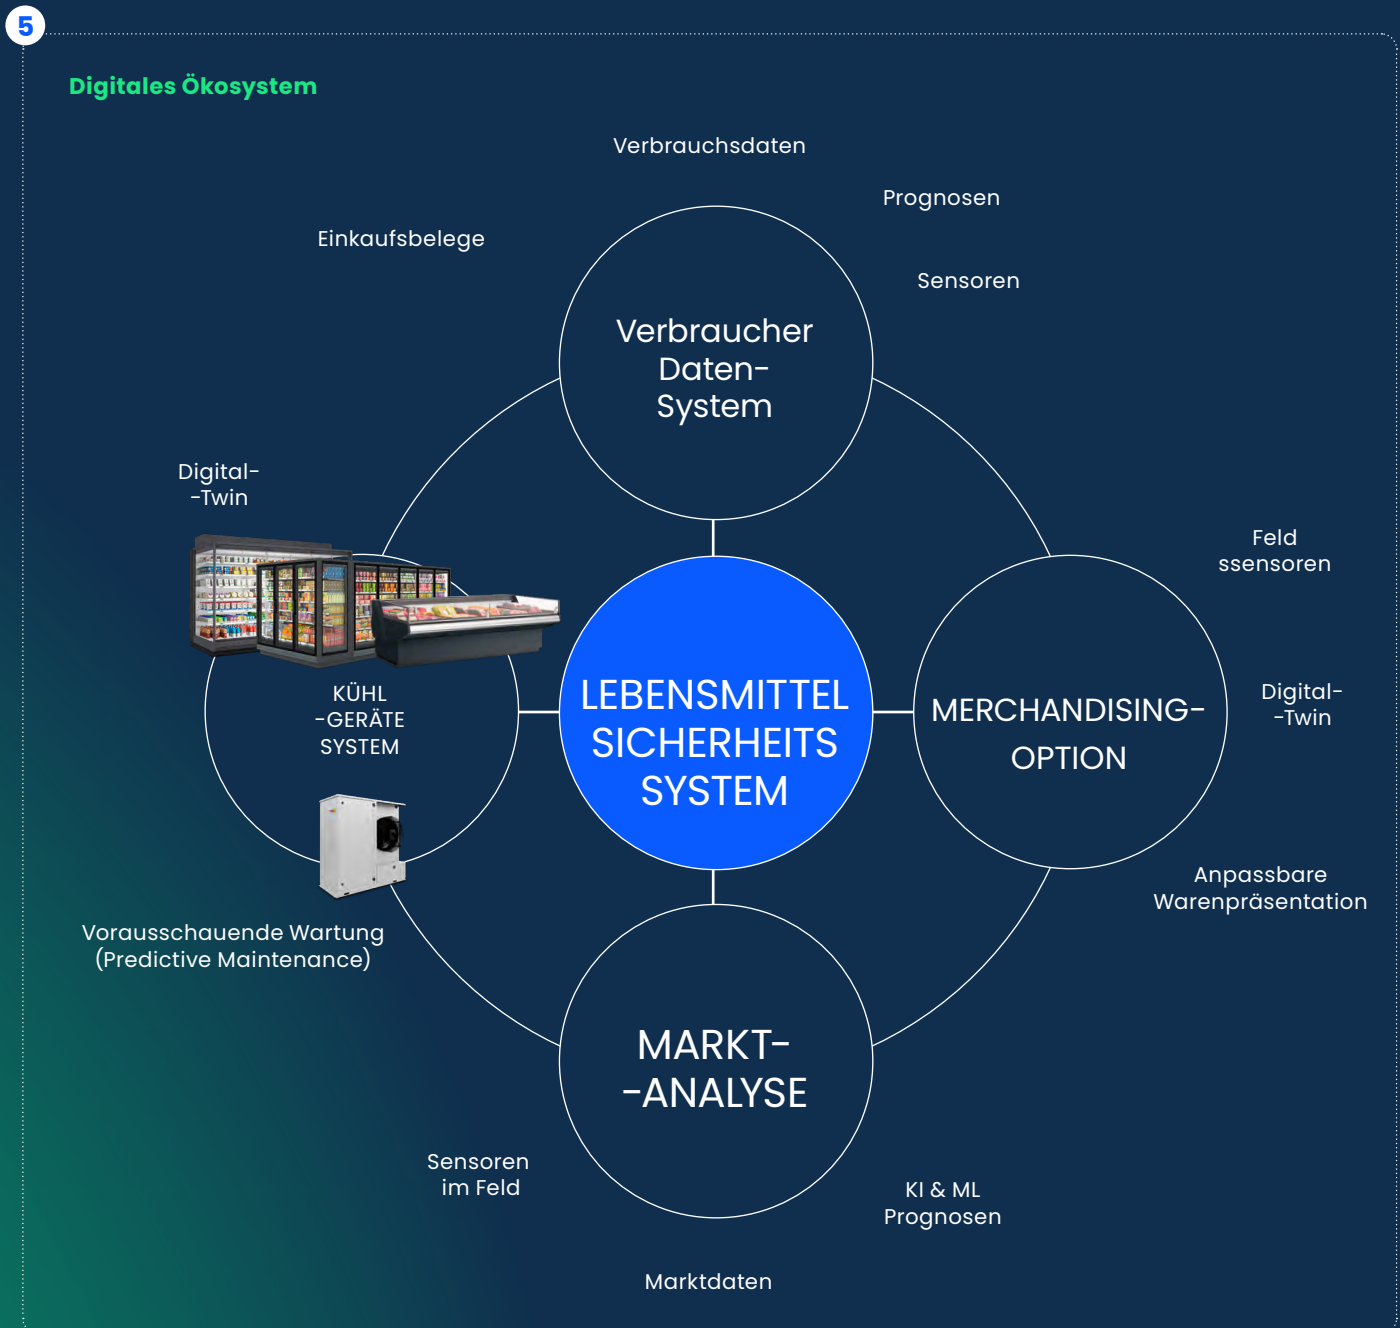 5
Digitales Ökosystem
Verbrauchsdaten
Prognosen
Einkaufsbelege
Sensoren
Verbraucher
Daten-
System
Digital-
-Twin
Feld
ssensoren
KÜHL
-GERÄTE
SYSTEM
LEBENSMITTEL
SICHERHEITS
SYSTEM
MERCHANDISING-
OPTION
Digital-
-Twin
Anpassbare
Warenpräsentation
Vorausschauende Wartung
(Predictive Maintenance)
MARKT-
-ANALYSE
Sensoren
im Feld
KI & ML
Prognosen
Marktdaten